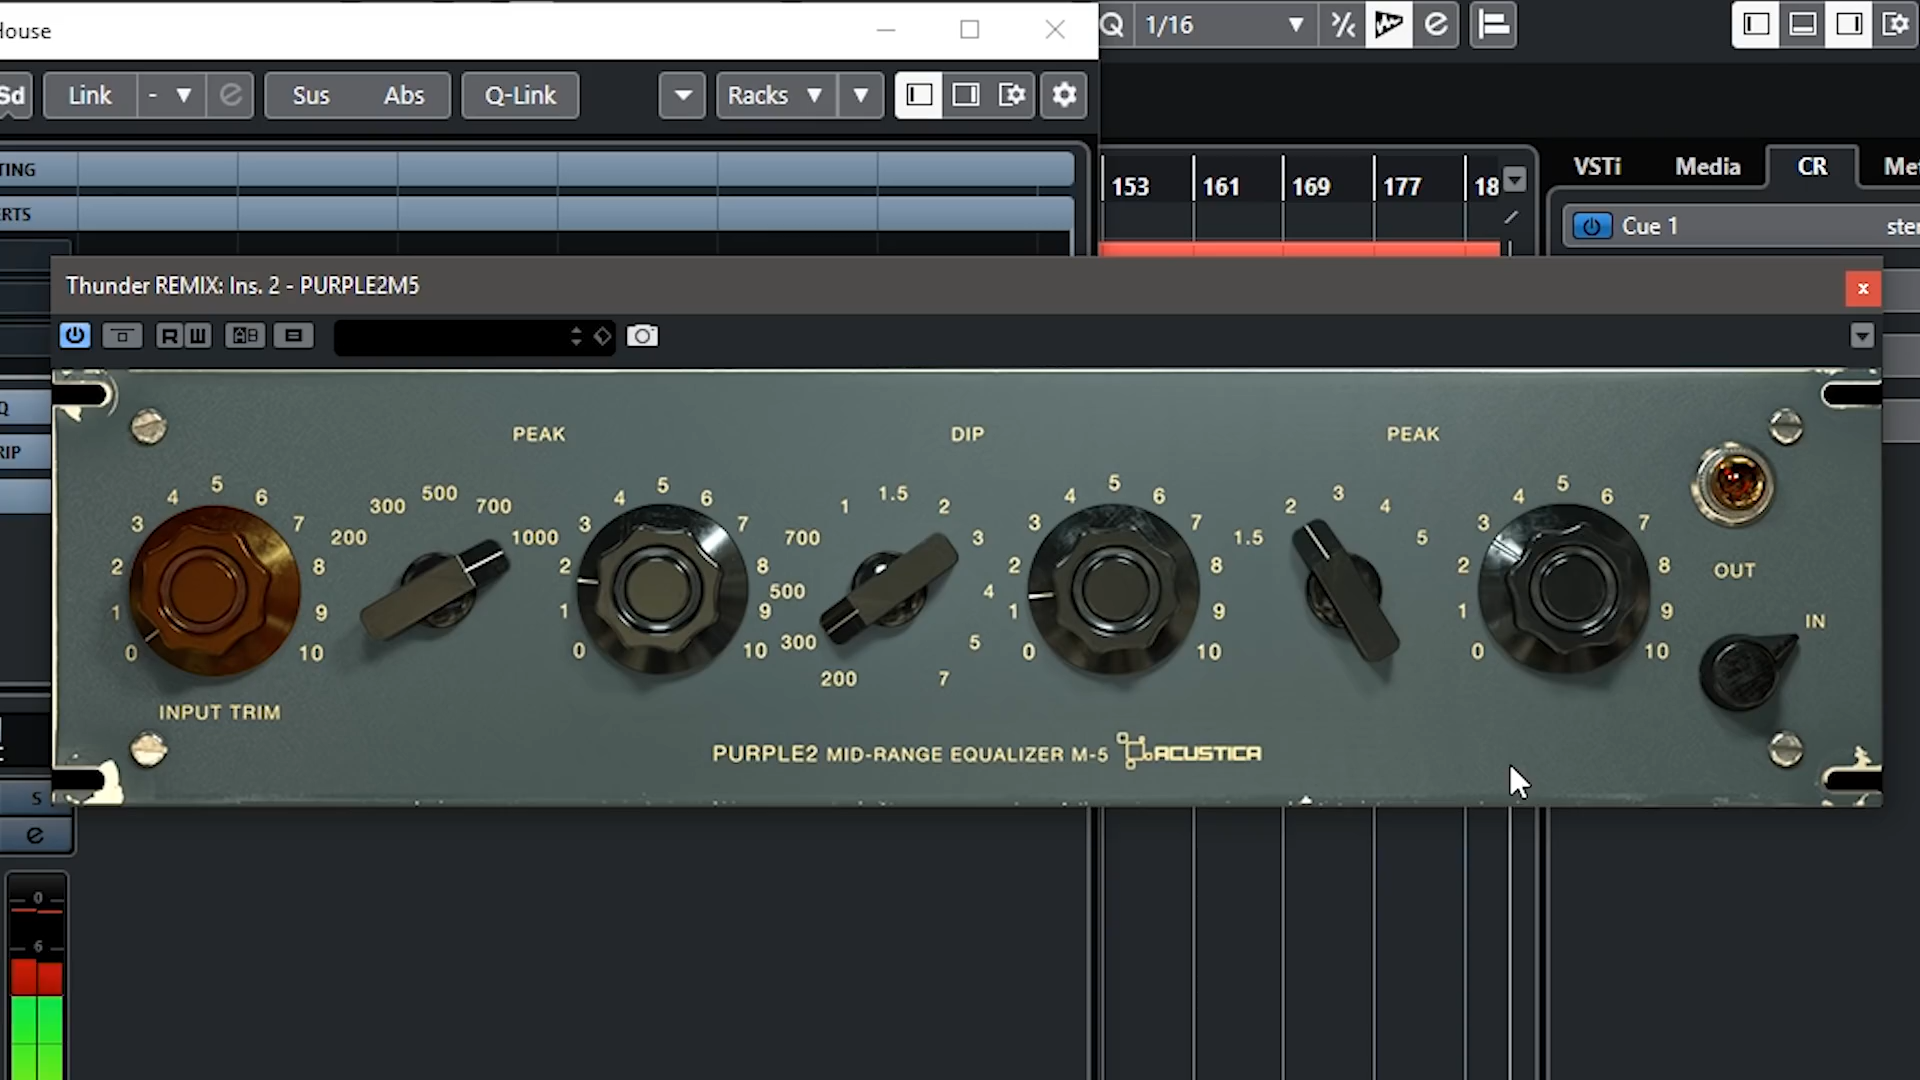 House
Q 1/16
Sd Link - e Sus Abs Q-Link Racks
TING
153 161 169 177 18
VSTi Media CR Met
ERTS
Cue 1 ster
Thunder REMIX: Ins. 2 - PURPLE2M5
x
R W A B
Q
RIP
PEAK DIP PEAK
0 1 2 3 4 5 6 7 8 9 10
INPUT TRIM
200 300 500 700 1000
0 1 2 3 4 5 6 7 8 9 10
200 300 500 700 1 1.5 2 3 4 5 7
0 1 2 3 4 5 6 7 8 9 10
1.5 2 3 4 5
0 1 2 3 4 5 6 7 8 9 10
OUT
IN
PURPLE2 MID-RANGE EQUALIZER M-5 ACUSTICA
S
e
0
6